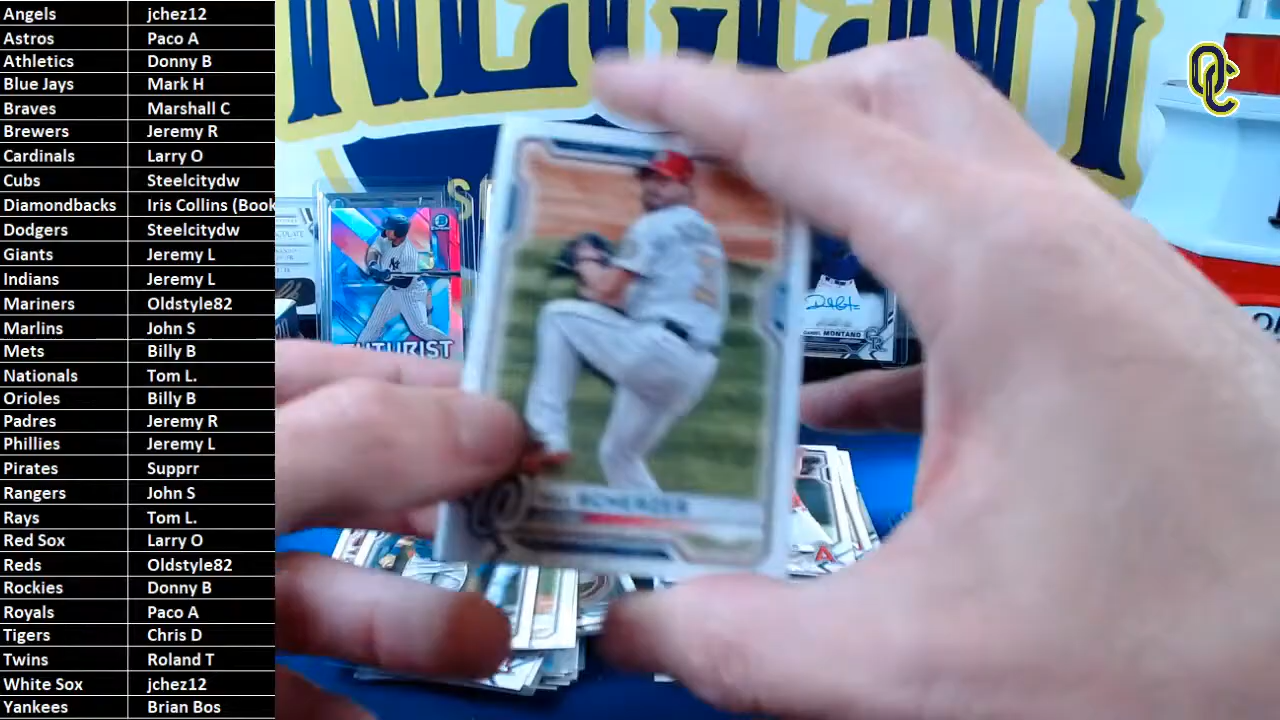 Angels jchez12
Astros Paco A
Athletics Donny B
Blue Jays Mark H
Braves Marshall C
Brewers Jeremy R
Cardinals Larry O
Cubs Steelcitydw
Diamondbacks Iris Collins (Book
Dodgers Steelcitydw
Giants Jeremy L
Indians Jeremy L
Mariners Oldstyle82
Marlins John S
Mets Billy B
Nationals Tom L.
Orioles Billy B
Padres Jeremy R
Phillies Jeremy L
Pirates Supprr
Rangers John S
Rays Tom L.
Red Sox Larry O
Reds Oldstyle82
Rockies Donny B
Royals Paco A
Tigers Chris D
Twins Roland T
White Sox jchez12
Yankees Brian Bos
SCHERZER
FUTURIST
DANIEL MONTANO